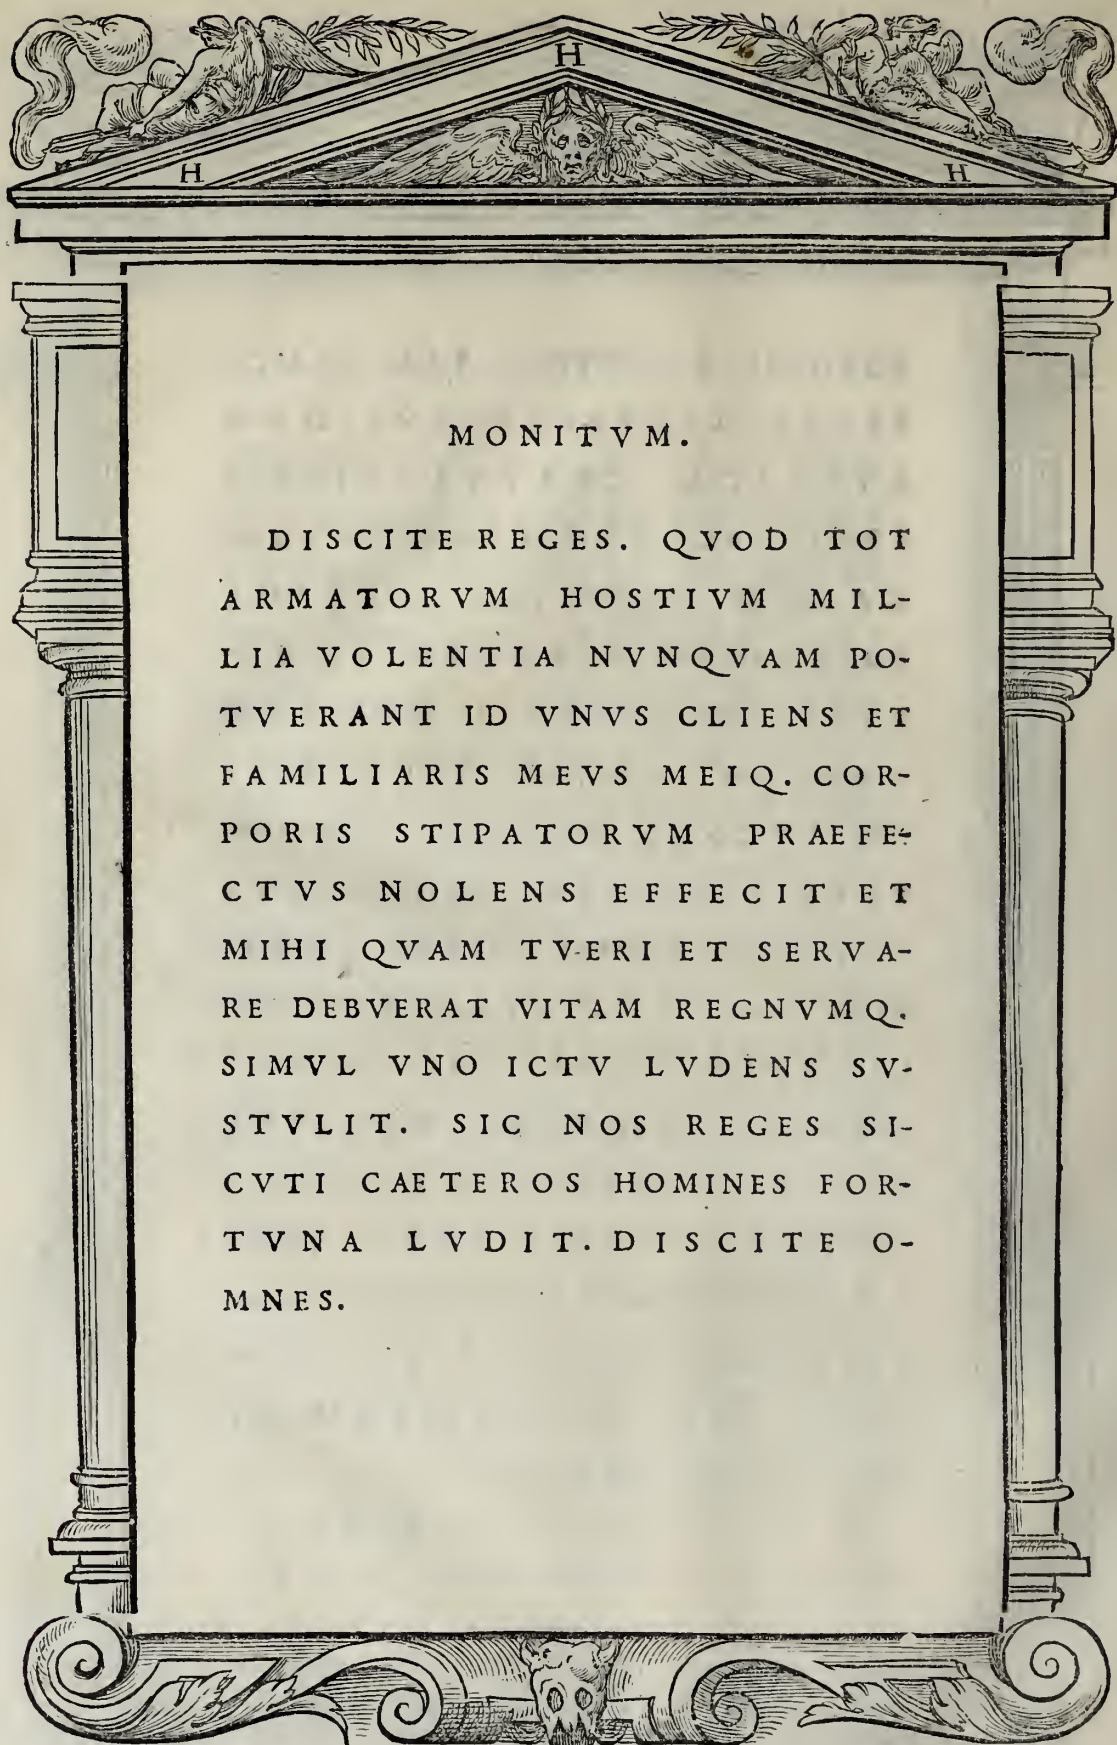 H
H H
MONITVM.
DISCITE REGES. QVOD TOT
ARMATORVM HOSTIVM MIL-
LIA VOLENTIA NVNQVAM PO-
TVERANT ID VNVS CLIENS ET
FAMILIARIS MEVS MEIQ. COR-
PORIS STIPATORVM PRAEFE-
CTVS NOLENS EFFECIT ET
MIHI QVAM TVERI ET SERVA-
RE DEBVERAT VITAM REGNVMQ.
SIMVL VNO ICTV LVDENS SV-
STVLIT. SIC NOS REGES SI-
CVTI CAETEROS HOMINES FOR-
TVNA LVDIT. DISCITE O-
MNES.